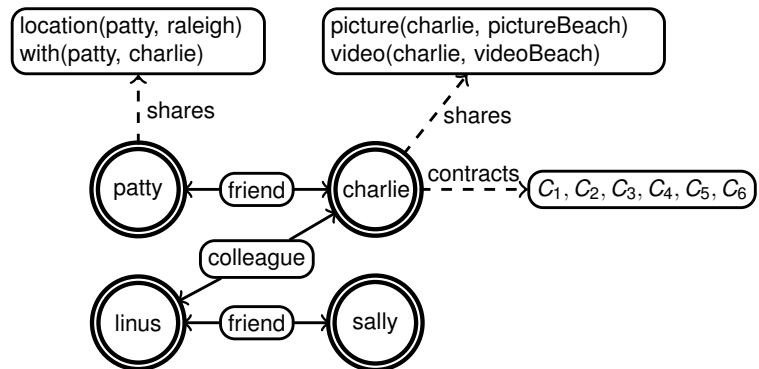 location(patty, raleigh)
with(patty, charlie)
picture(charlie, pictureBeach)
video(charlie, videoBeach)
shares
shares
patty
friend
charlie
contracts
C₁, C₂, C₃, C₄, C₅, C₆
colleague
linus
friend
sally